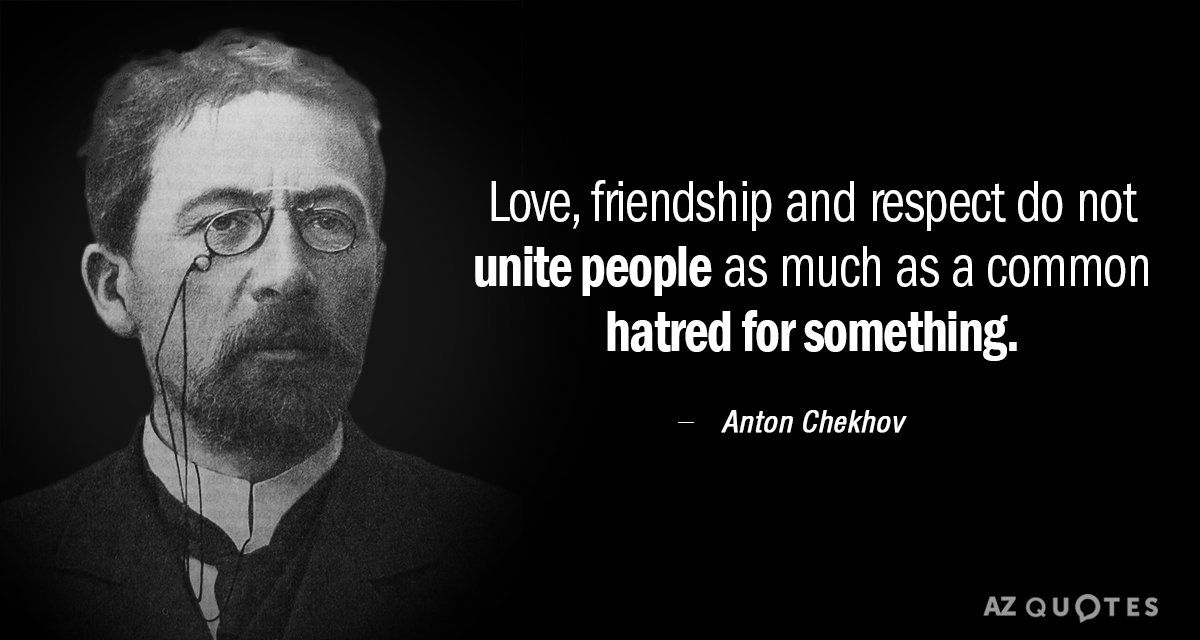 Love, friendship and respect do not
unite people as much as a common
hatred for something.
— Anton Chekhov
AZ QUOTES